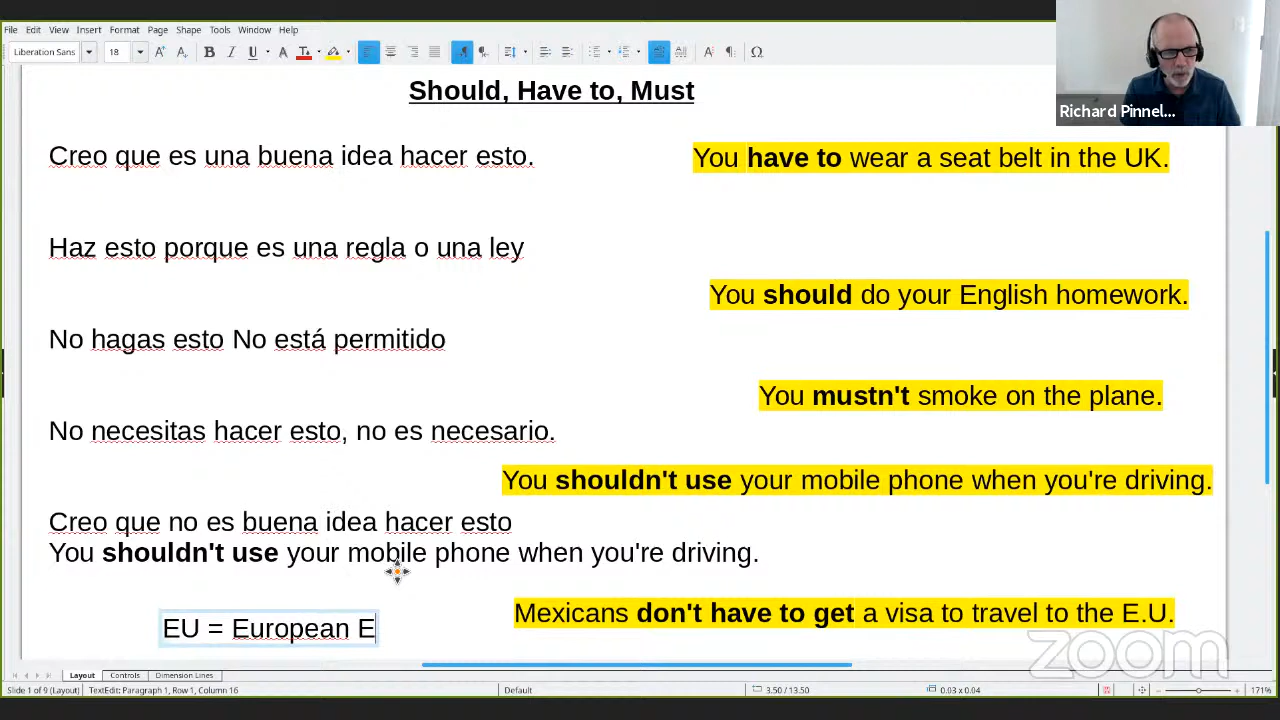 File Edit View Insert Format Page Shape Tools Window Help
Liberation Sans 18
Richard Pinnel...
Should, Have to, Must
Creo que es una buena idea hacer esto.
You have to wear a seat belt in the UK.
Haz esto porque es una regla o una ley
You should do your English homework.
No hagas esto No está permitido
You mustn't smoke on the plane.
No necesitas hacer esto, no es necesario.
You shouldn't use your mobile phone when you're driving.
Creo que no es buena idea hacer esto
You shouldn't use your mobile phone when you're driving.
Mexicans don't have to get a visa to travel to the E.U.
EU = European E
zoom
Layout Controls Dimension Lines
Slide 1 of 9 (Layout) TextEdit: Paragraph 1, Row 1, Column 16 Default 3.50 / 13.50 0.03 x 0.04 171%